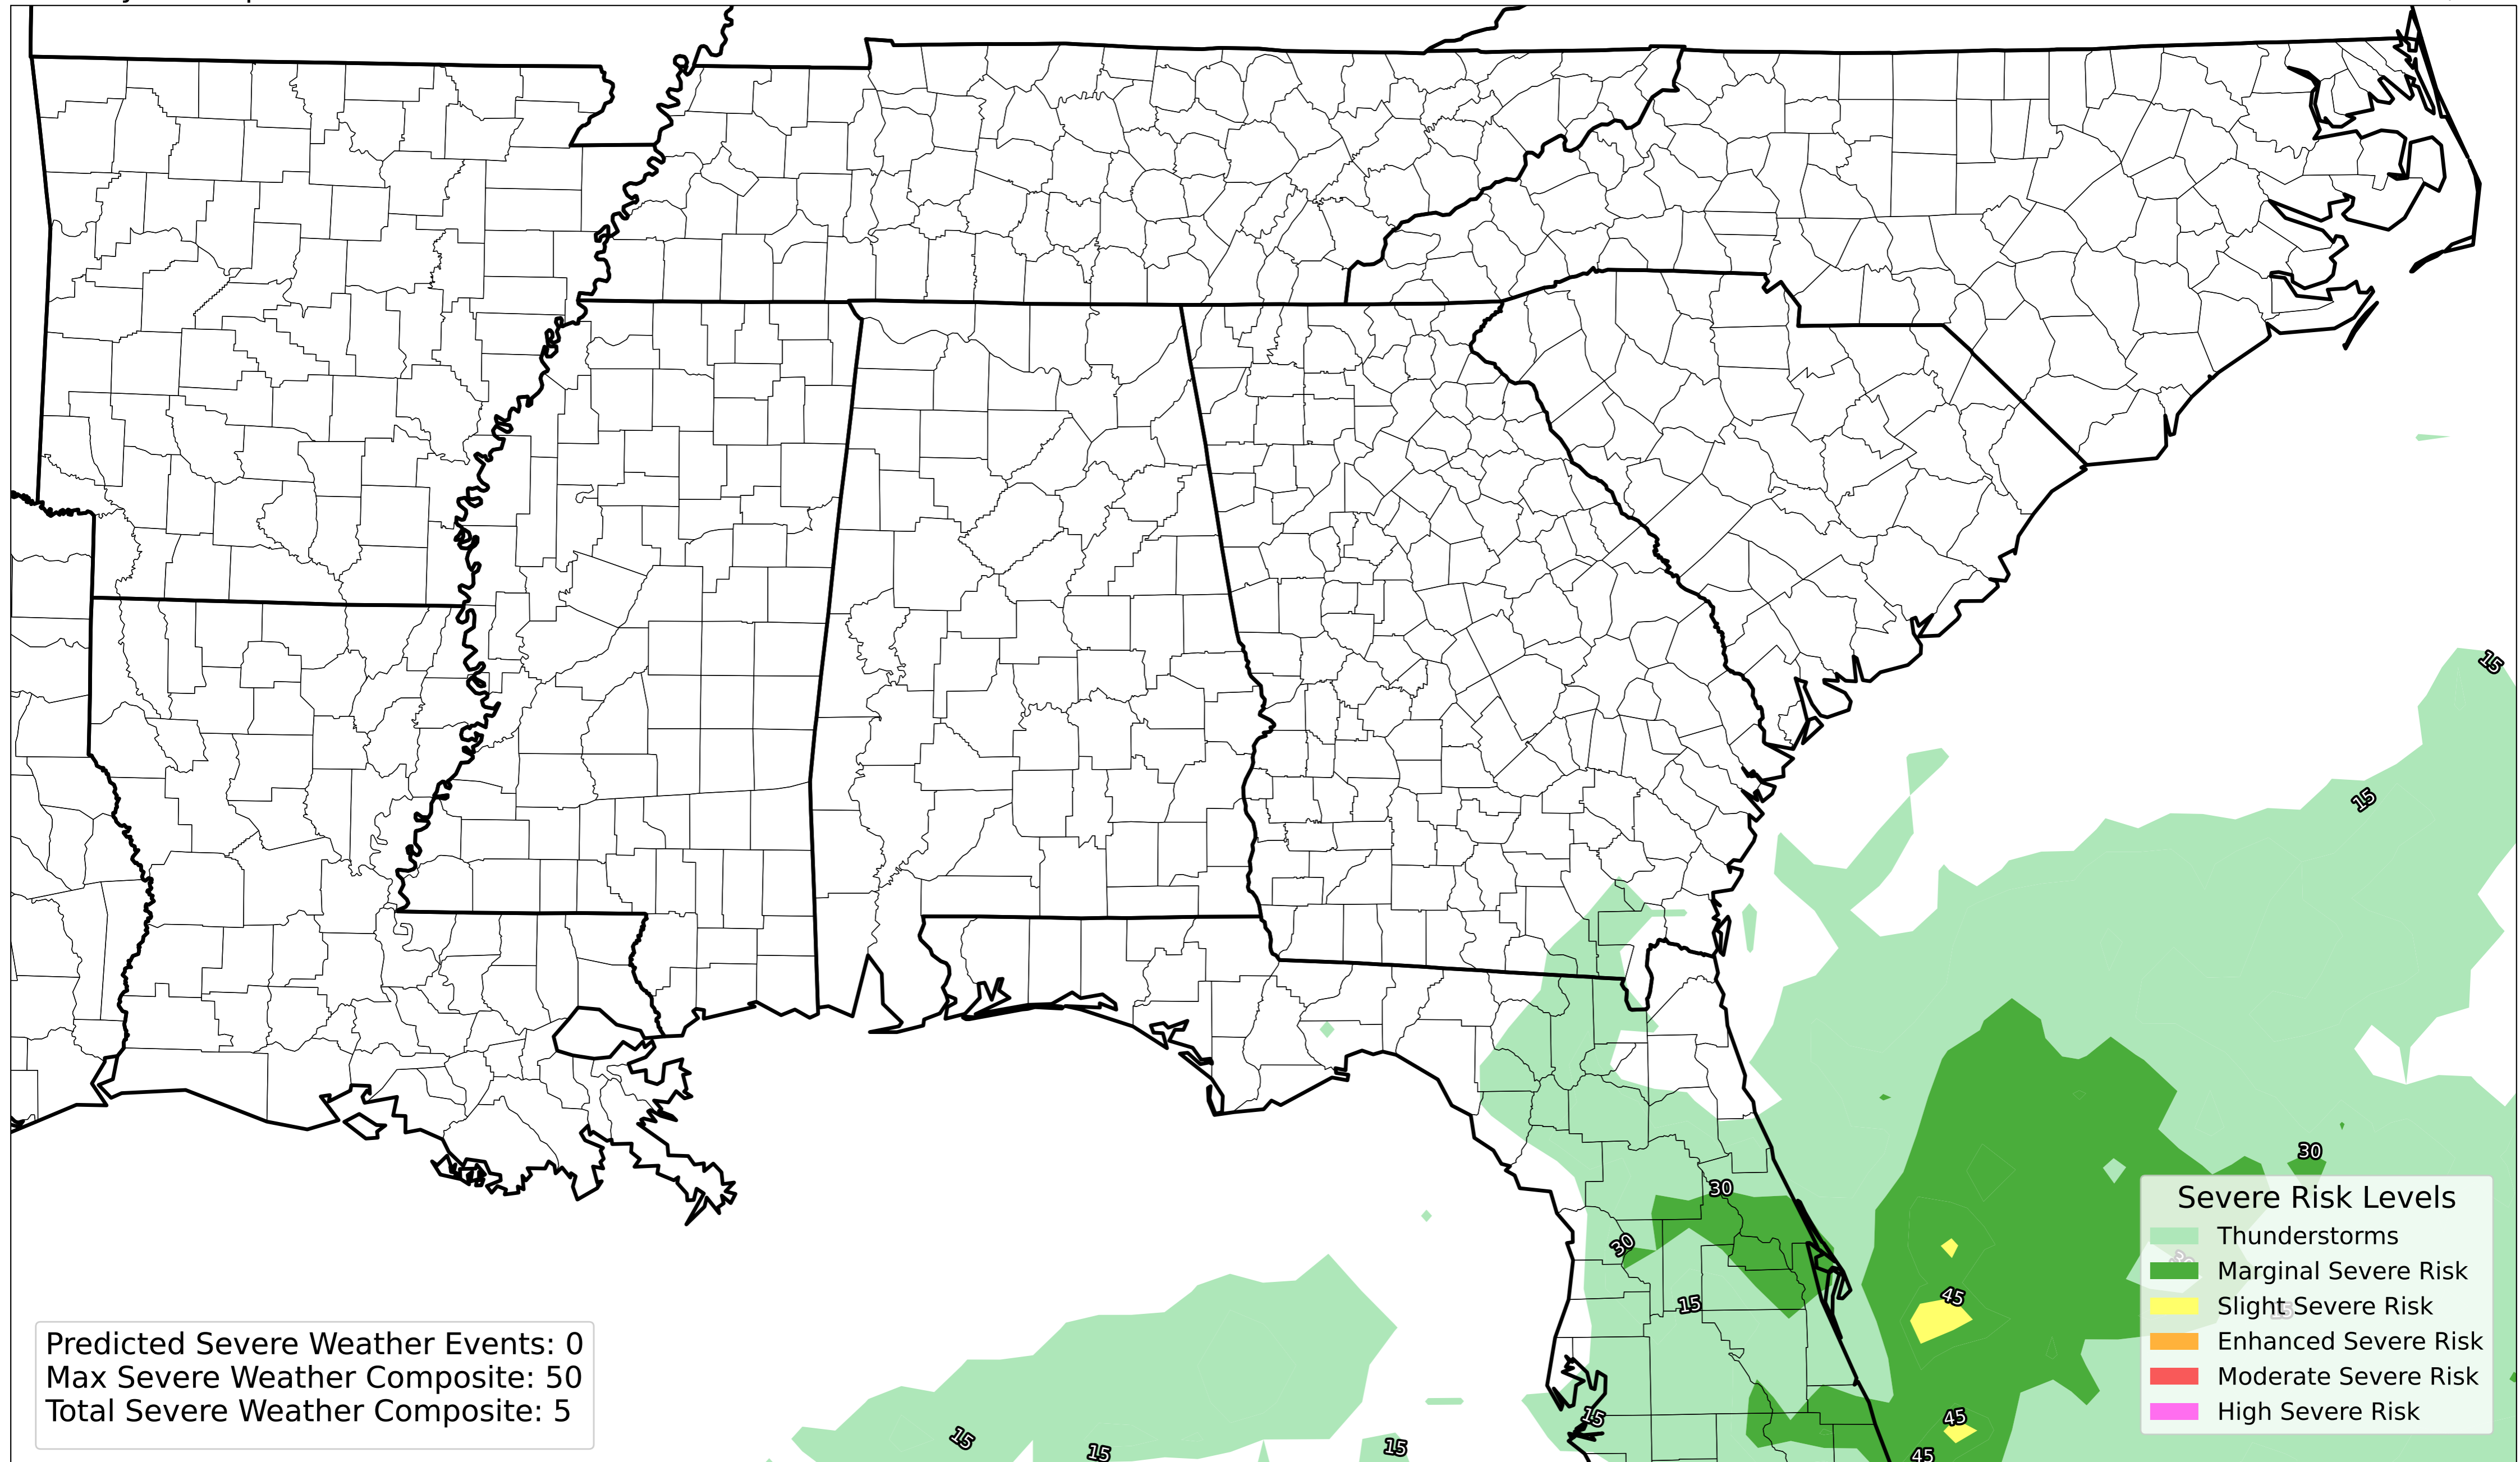 15
15
30
30
30
45
15
15
45
15
15
15
45
Severe Risk Levels
Thunderstorms
Marginal Severe Risk
Slight Severe Risk
Enhanced Severe Risk
Moderate Severe Risk
High Severe Risk
Predicted Severe Weather Events: 0
Max Severe Weather Composite: 50
Total Severe Weather Composite: 5